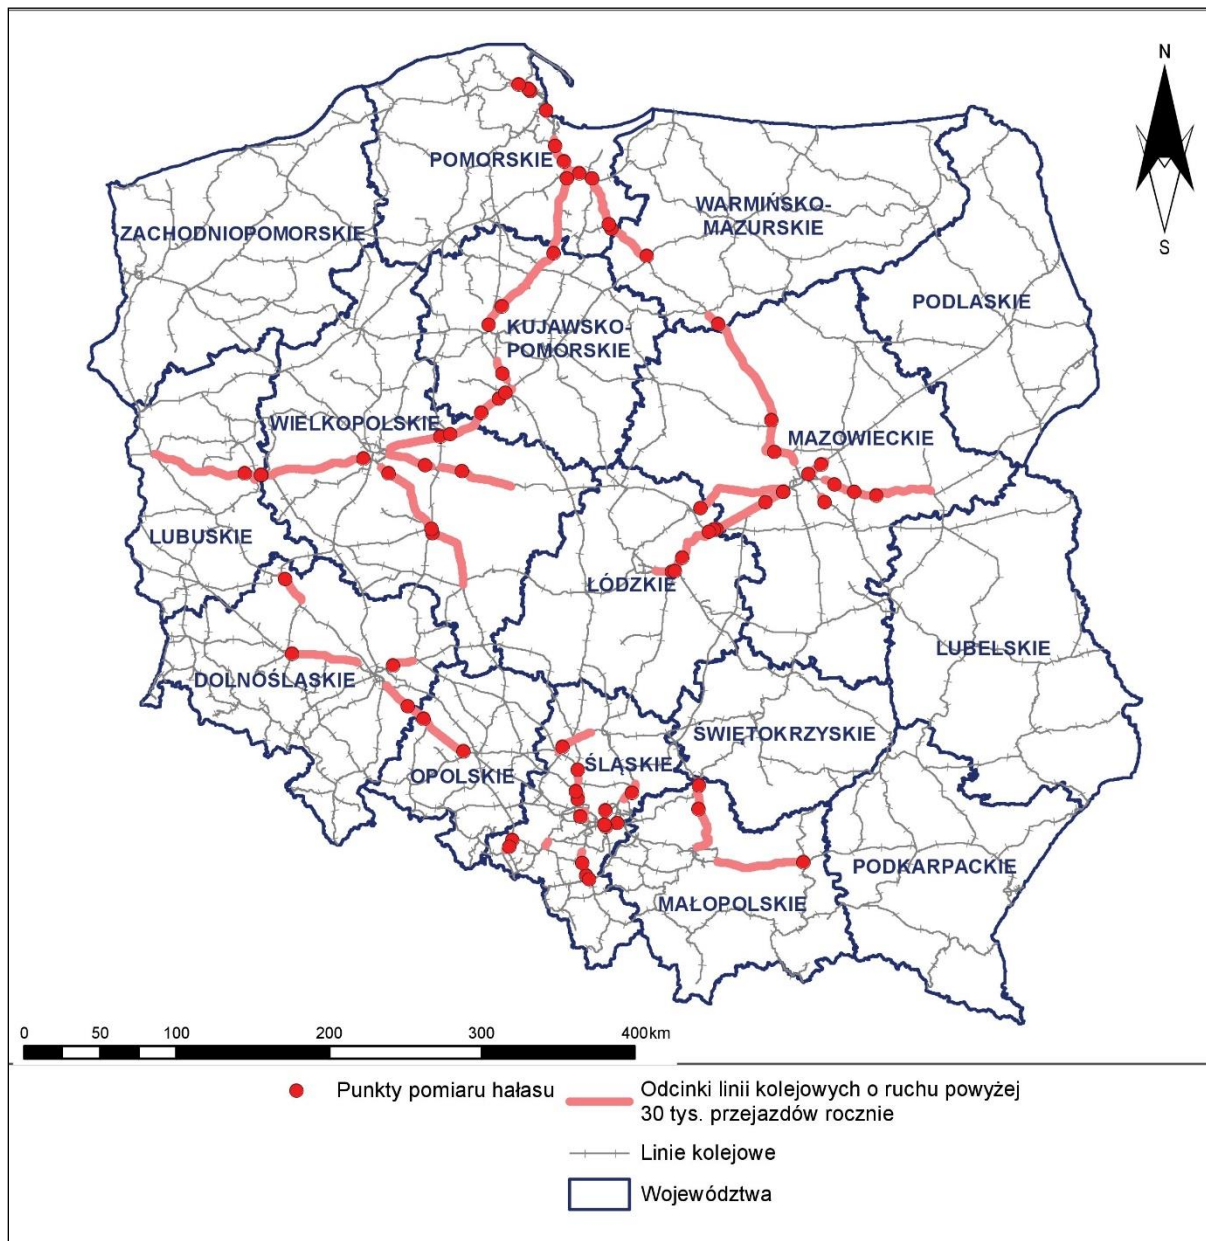 N
S
POMORSKIE
WARMIŃSKO-
MAZURSKIE
ZACHODNIOPOMORSKIE
PODLASKIE
KUJAWSKO-
POMORSKIE
WIELKOPOLSKIE
MAZOWIECKIE
LUBUSKIE
ŁÓDZKIE
LUBELSKIE
DOLNOŚLĄSKIE
ŚWIĘTOKRZYSKIE
ŚLĄSKIE
OPOLSKIE
PODKARPACKIE
MAŁOPOLSKIE
0 50 100 200 300 400km
Punkty pomiaru hałasu
Odcinki linii kolejowych o ruchu powyżej
30 tys. przejazdów rocznie
Linie kolejowe
Województwa